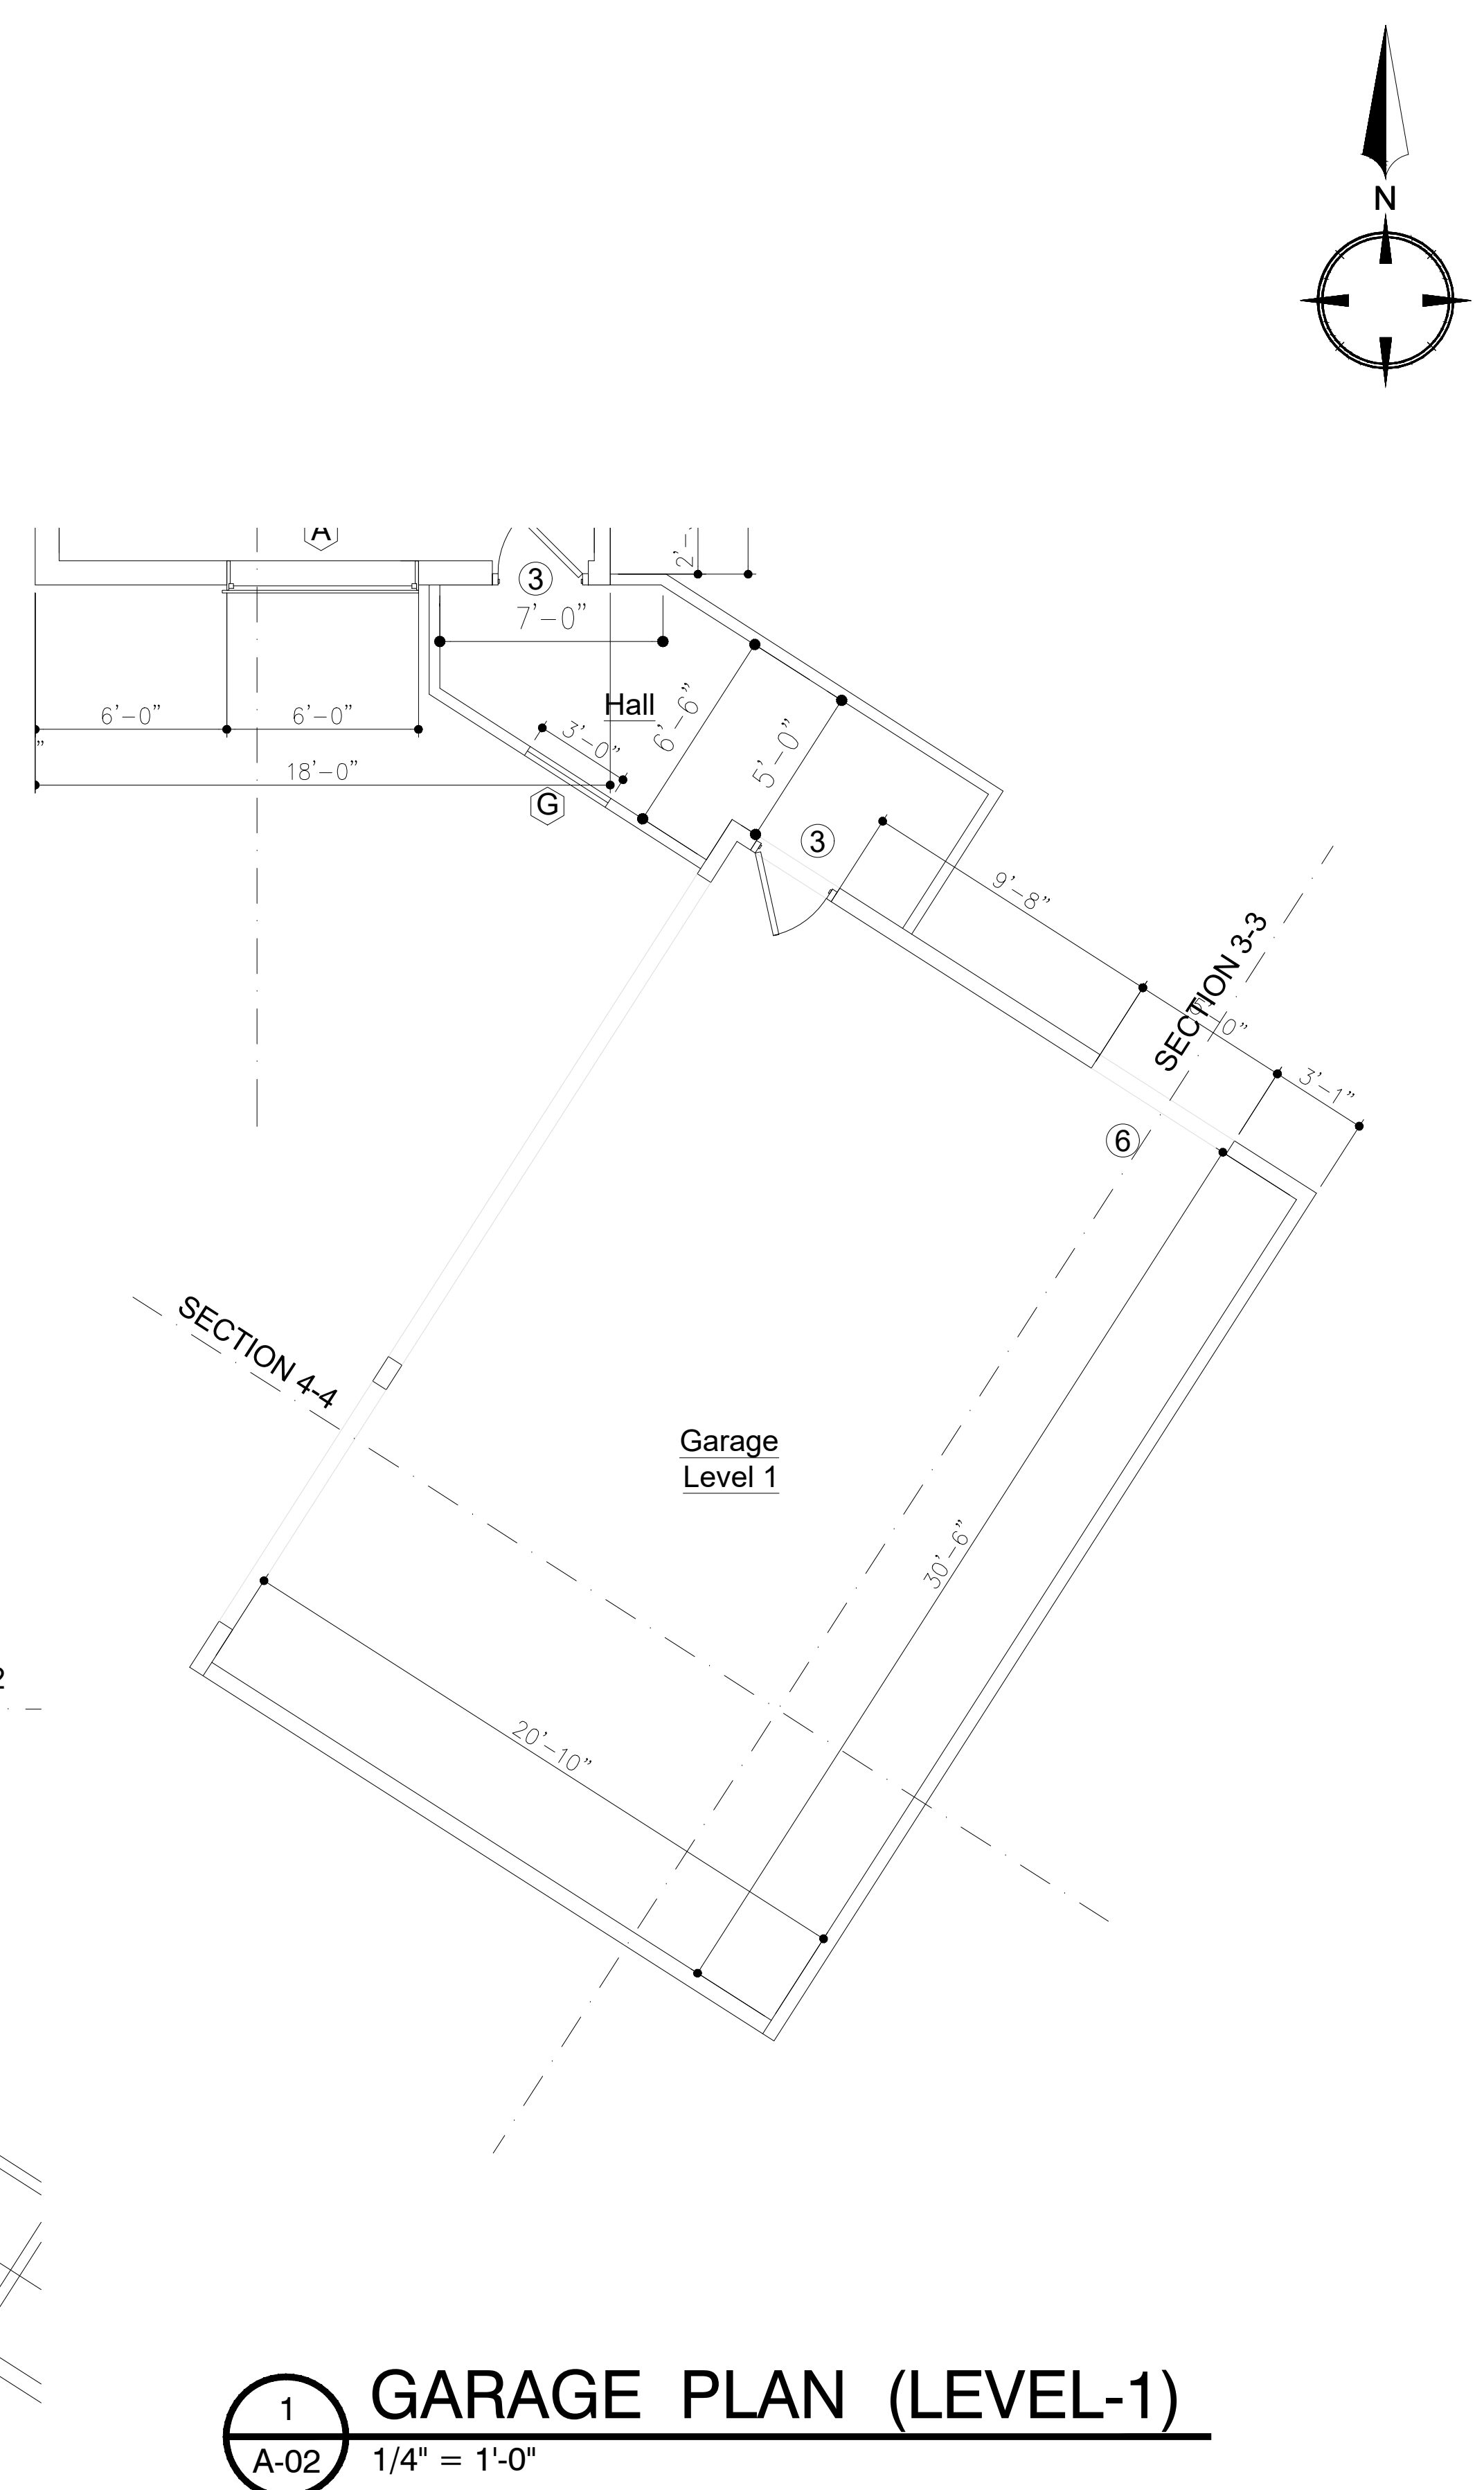 N
A
2'-
3
7'-0”
6'-0”
6'-0”
”
18'-0”
Hall
6'-6”
3'-0”
5'-0”
G
3
9'-8”
SECTION 3-3
5'-0”
3'-1”
6
SECTION 4-4
Garage
Level 1
30'-6”
20'-10”
2
1
GARAGE PLAN (LEVEL-1)
A-02
1/4" = 1'-0"